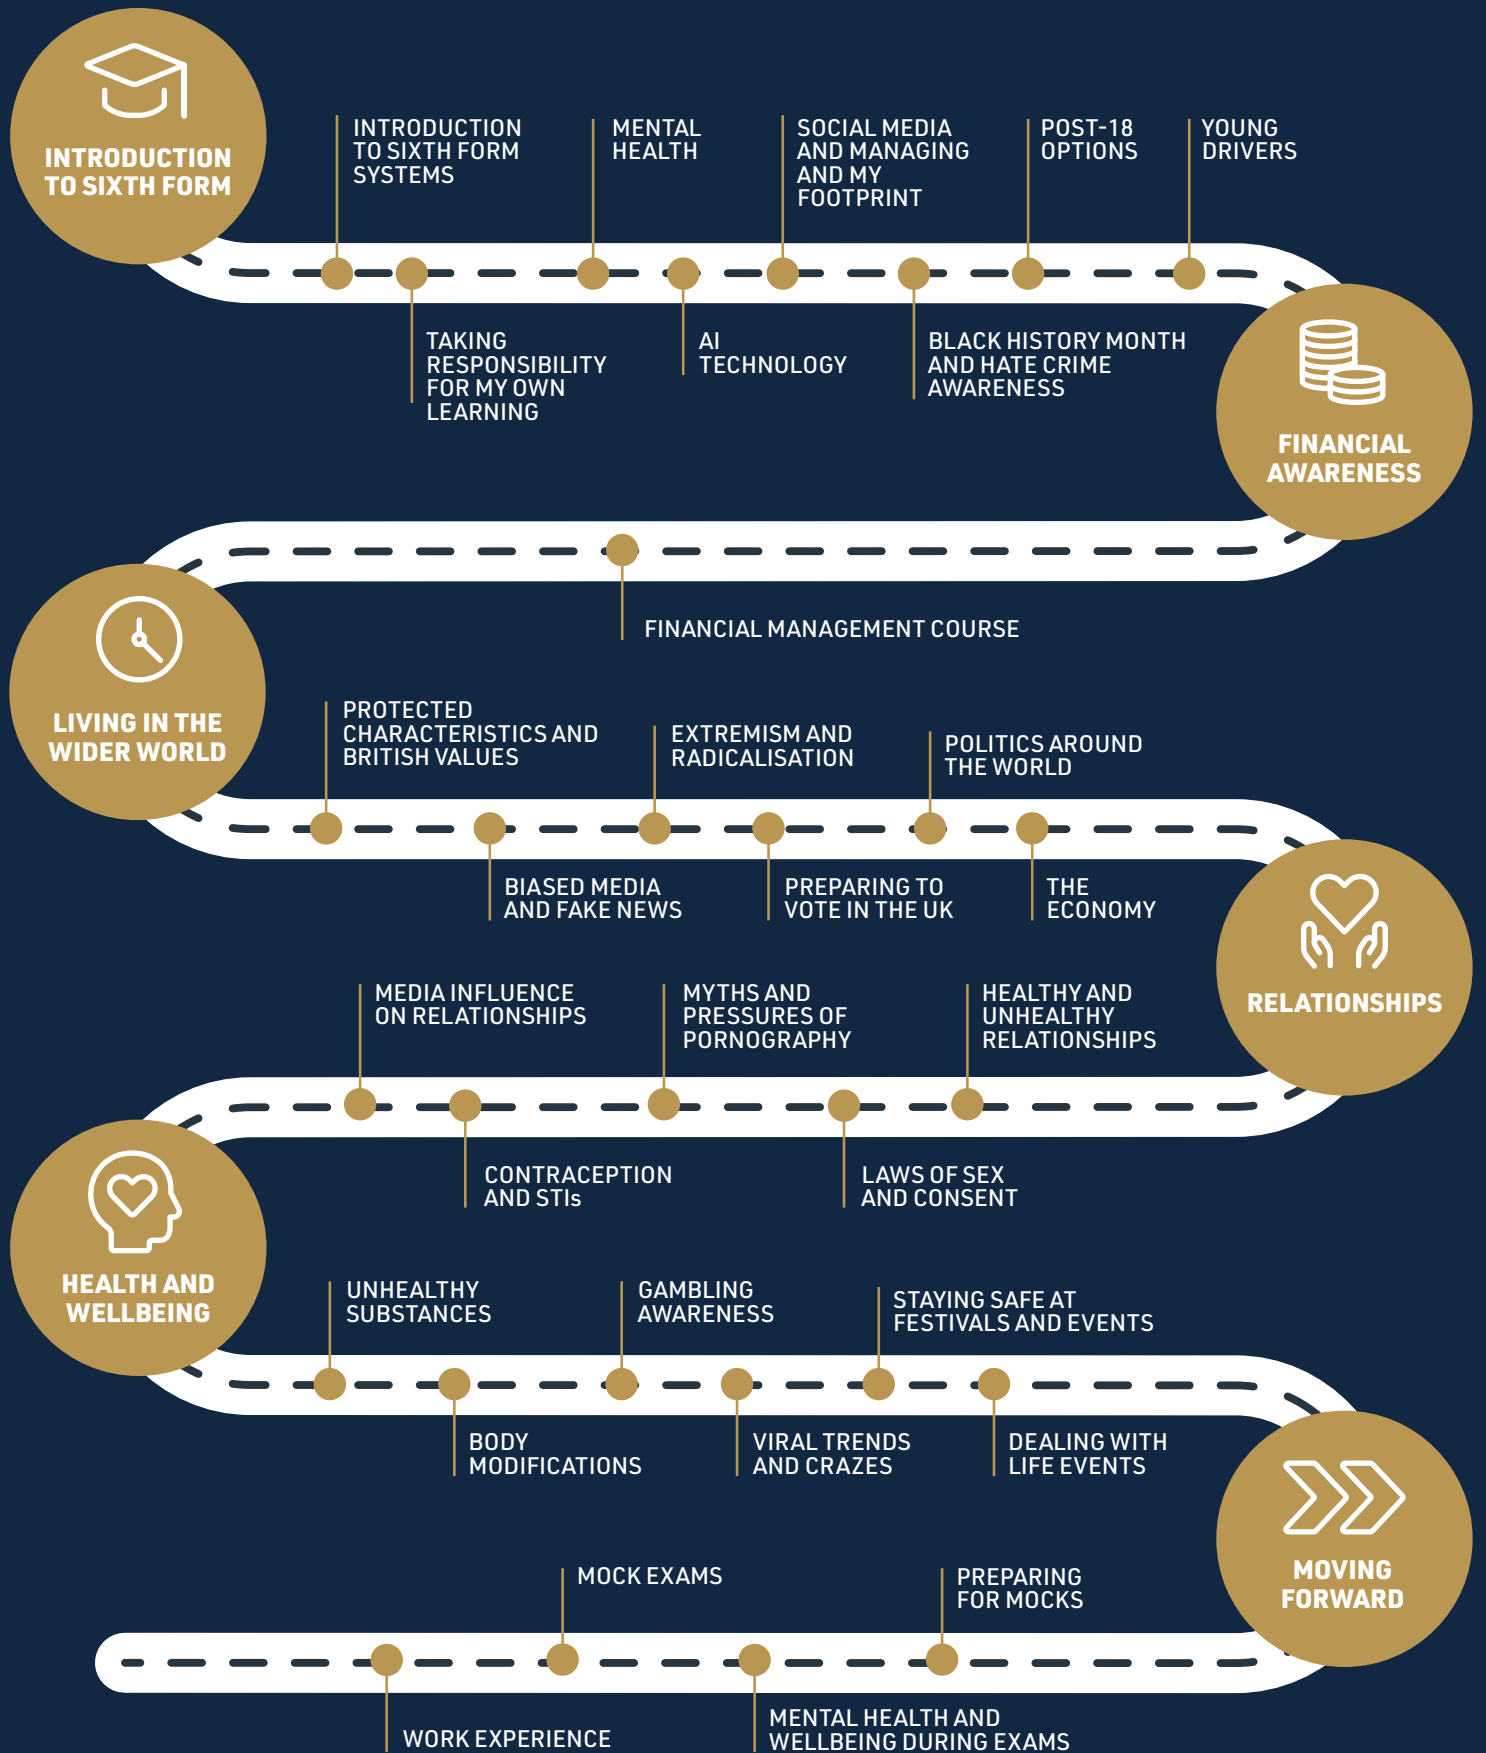 INTRODUCTION
TO SIXTH FORM
INTRODUCTION
TO SIXTH FORM
SYSTEMS
MENTAL
HEALTH
SOCIAL MEDIA
AND MANAGING
AND MY
FOOTPRINT
POST-18
OPTIONS
YOUNG
DRIVERS
TAKING
RESPONSIBILITY
FOR MY OWN
LEARNING
AI
TECHNOLOGY
BLACK HISTORY MONTH
AND HATE CRIME
AWARENESS
FINANCIAL
AWARENESS
FINANCIAL MANAGEMENT COURSE
LIVING IN THE
WIDER WORLD
PROTECTED
CHARACTERISTICS AND
BRITISH VALUES
EXTREMISM AND
RADICALISATION
POLITICS AROUND
THE WORLD
BIASED MEDIA
AND FAKE NEWS
PREPARING TO
VOTE IN THE UK
THE
ECONOMY
RELATIONSHIPS
MEDIA INFLUENCE
ON RELATIONSHIPS
MYTHS AND
PRESSURES OF
PORNOGRAPHY
HEALTHY AND
UNHEALTHY
RELATIONSHIPS
CONTRACEPTION
AND STIs
LAWS OF SEX
AND CONSENT
HEALTH AND
WELLBEING
UNHEALTHY
SUBSTANCES
GAMBLING
AWARENESS
STAYING SAFE AT
FESTIVALS AND EVENTS
BODY
MODIFICATIONS
VIRAL TRENDS
AND CRAZES
DEALING WITH
LIFE EVENTS
MOVING
FORWARD
MOCK EXAMS
PREPARING
FOR MOCKS
WORK EXPERIENCE
MENTAL HEALTH AND
WELLBEING DURING EXAMS